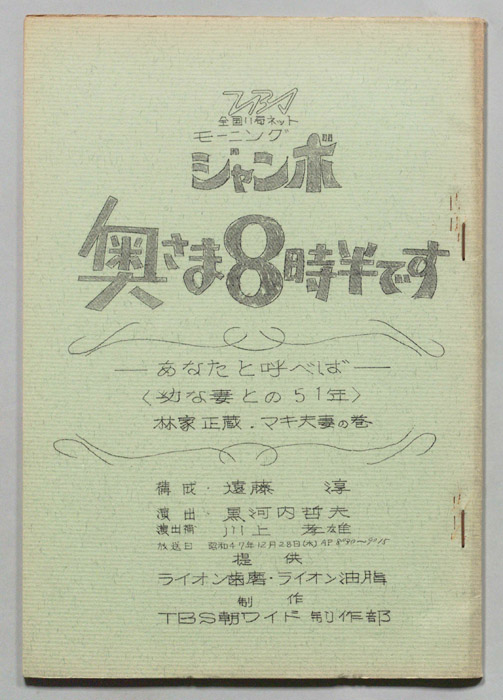 TBS
全国11局ネット
モーニング
ジャンボ
奥さま8時半です
—あなたと呼べば—
〈幼な妻との51年〉
林家正蔵．マキ夫妻の巻
構成・遠藤 淳
演出・黒河内哲夫
演出補 川上孝雄
放送日 昭和47年12月28日(木) AP 8°30〜9°15
提供
ライオン歯磨・ライオン油脂
制作
TBS朝ワイド制作部